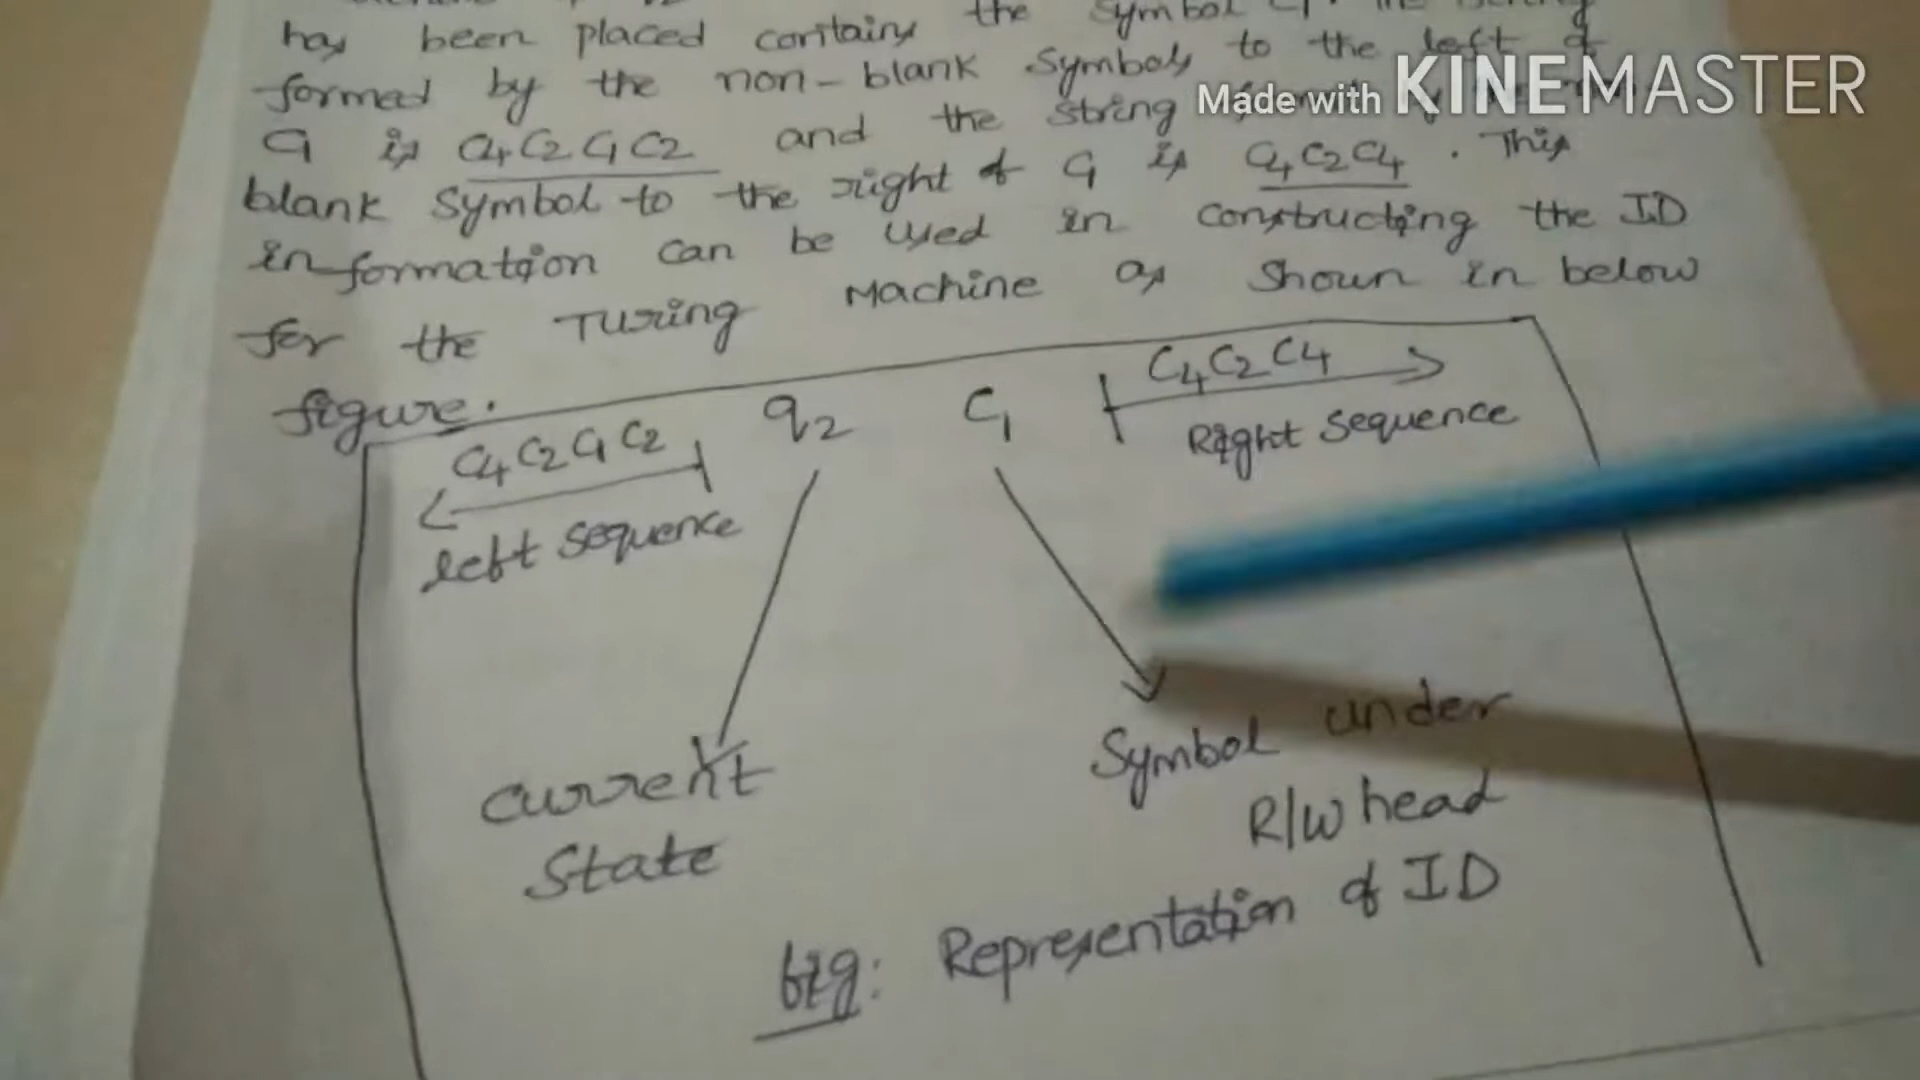 has been placed contains the symbol C1. The
formed by the non-blank symbols to the left of
C1 is C4C2C1C2 and the string
blank symbol to the right of C1 is C4C2C4. This
information can be used in constructing the ID
for the Turing Machine as shown in below
figure.
C4C2C1C2 q2 C1 C4C2C4
left sequence Right sequence
Current Symbol under
State R/W head
fig: Representation of ID
Made with KINEMASTER